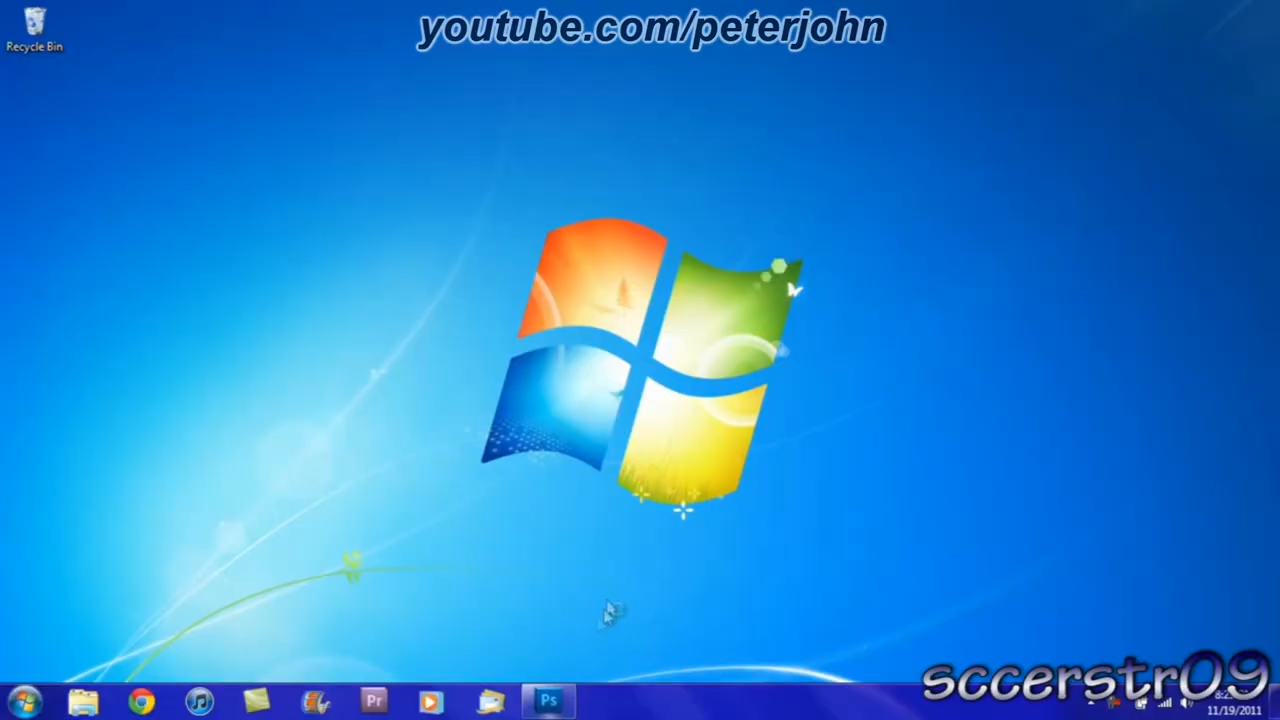 youtube.com/peterjohn
Recycle Bin
sccerstr09
Pr
Ps
11/19/2011